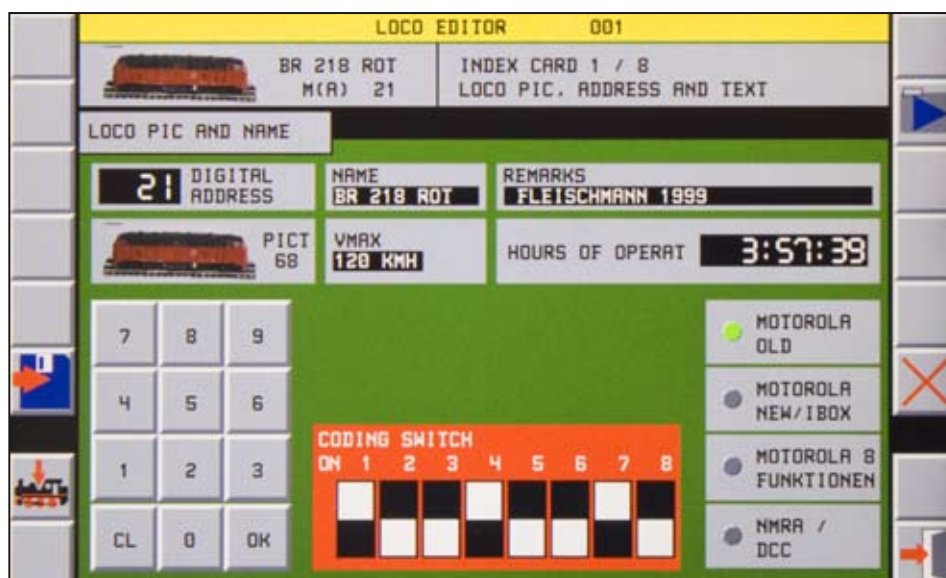 LOCO EDITOR 001
BR 218 ROT
M(A) 21
INDEX CARD 1 / 8
LOCO PIC, ADDRESS AND TEXT
LOCO PIC AND NAME
21 DIGITAL
ADDRESS
NAME
BR 218 ROT
REMARKS
FLEISCHMANN 1999
PICT
68
VMAX
120 KMH
HOURS OF OPERAT 3:57:39
7 8 9
4 5 6
1 2 3
CL 0 OK
CODING SWITCH
ON 1 2 3 4 5 6 7 8
MOTOROLA
OLD
MOTOROLA
NEW/IBOX
MOTOROLA 8
FUNKTIONEN
NMRA /
DCC